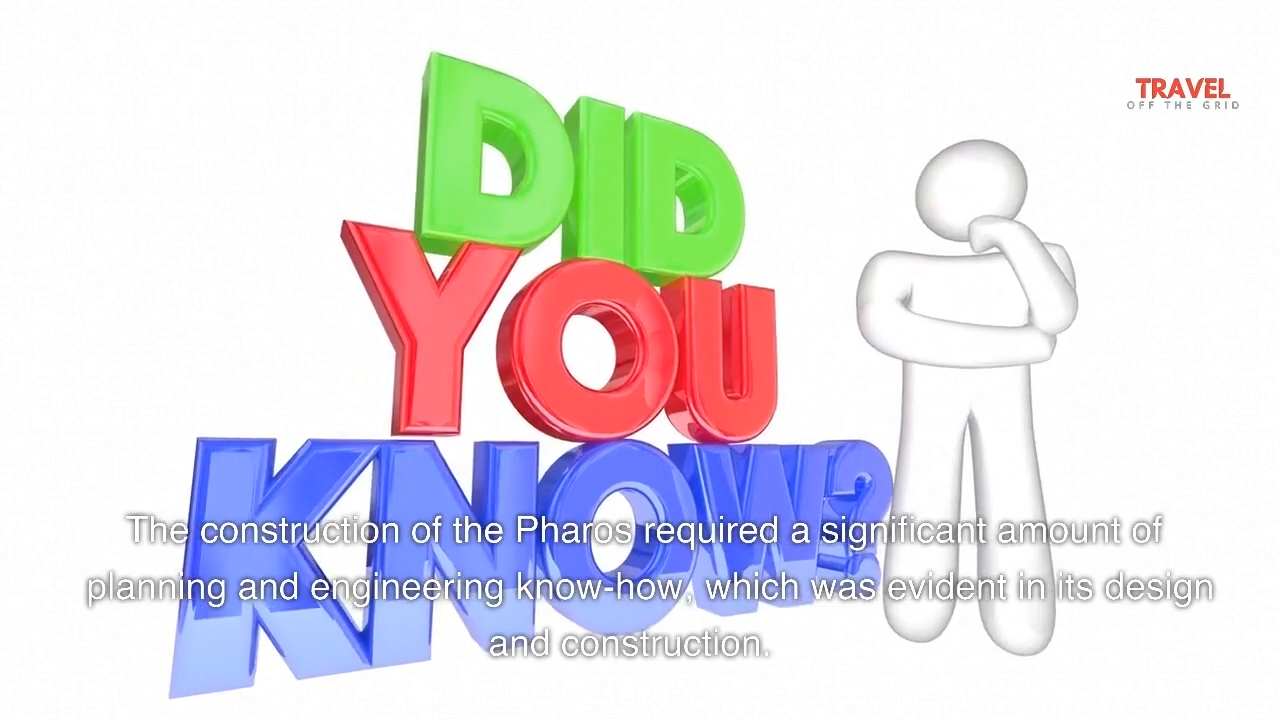 TRAVEL
OFF THE GRID
DID
YOU
KNOW?
The construction of the Pharos required a significant amount of
planning and engineering know-how, which was evident in its design
and construction.